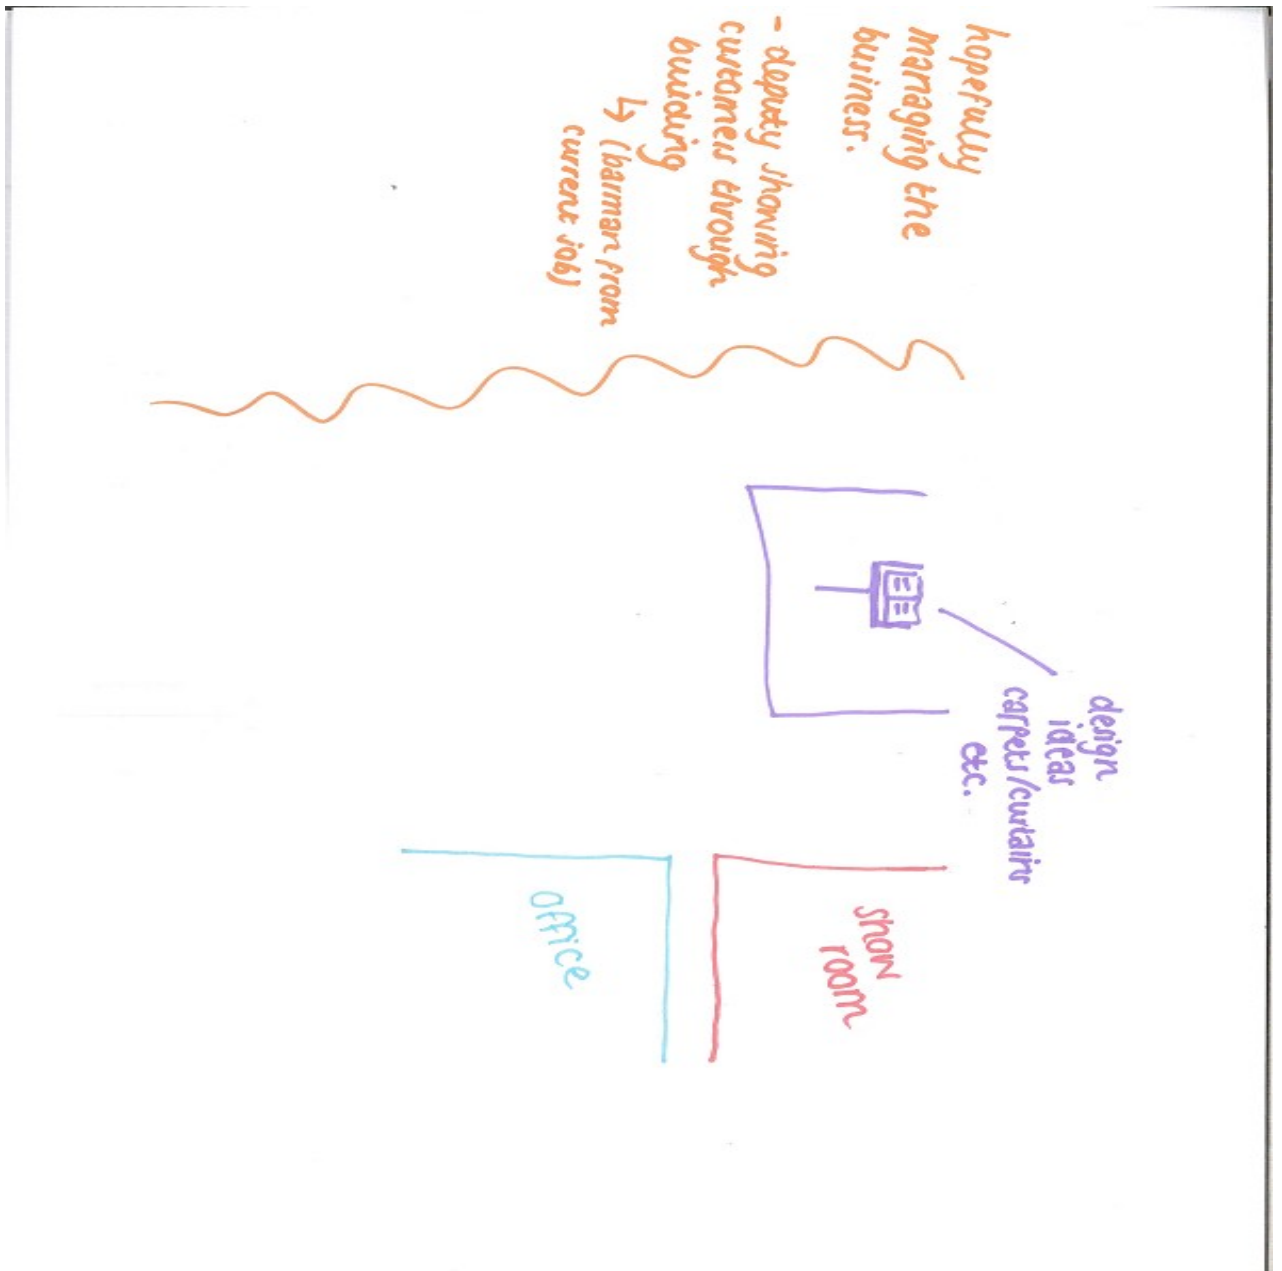 hopefully
managing the
business.
- deputy showing
customers through
building
↳ (barman from
current job)
design
ideas
carpets/curtains
etc.
show
room
office